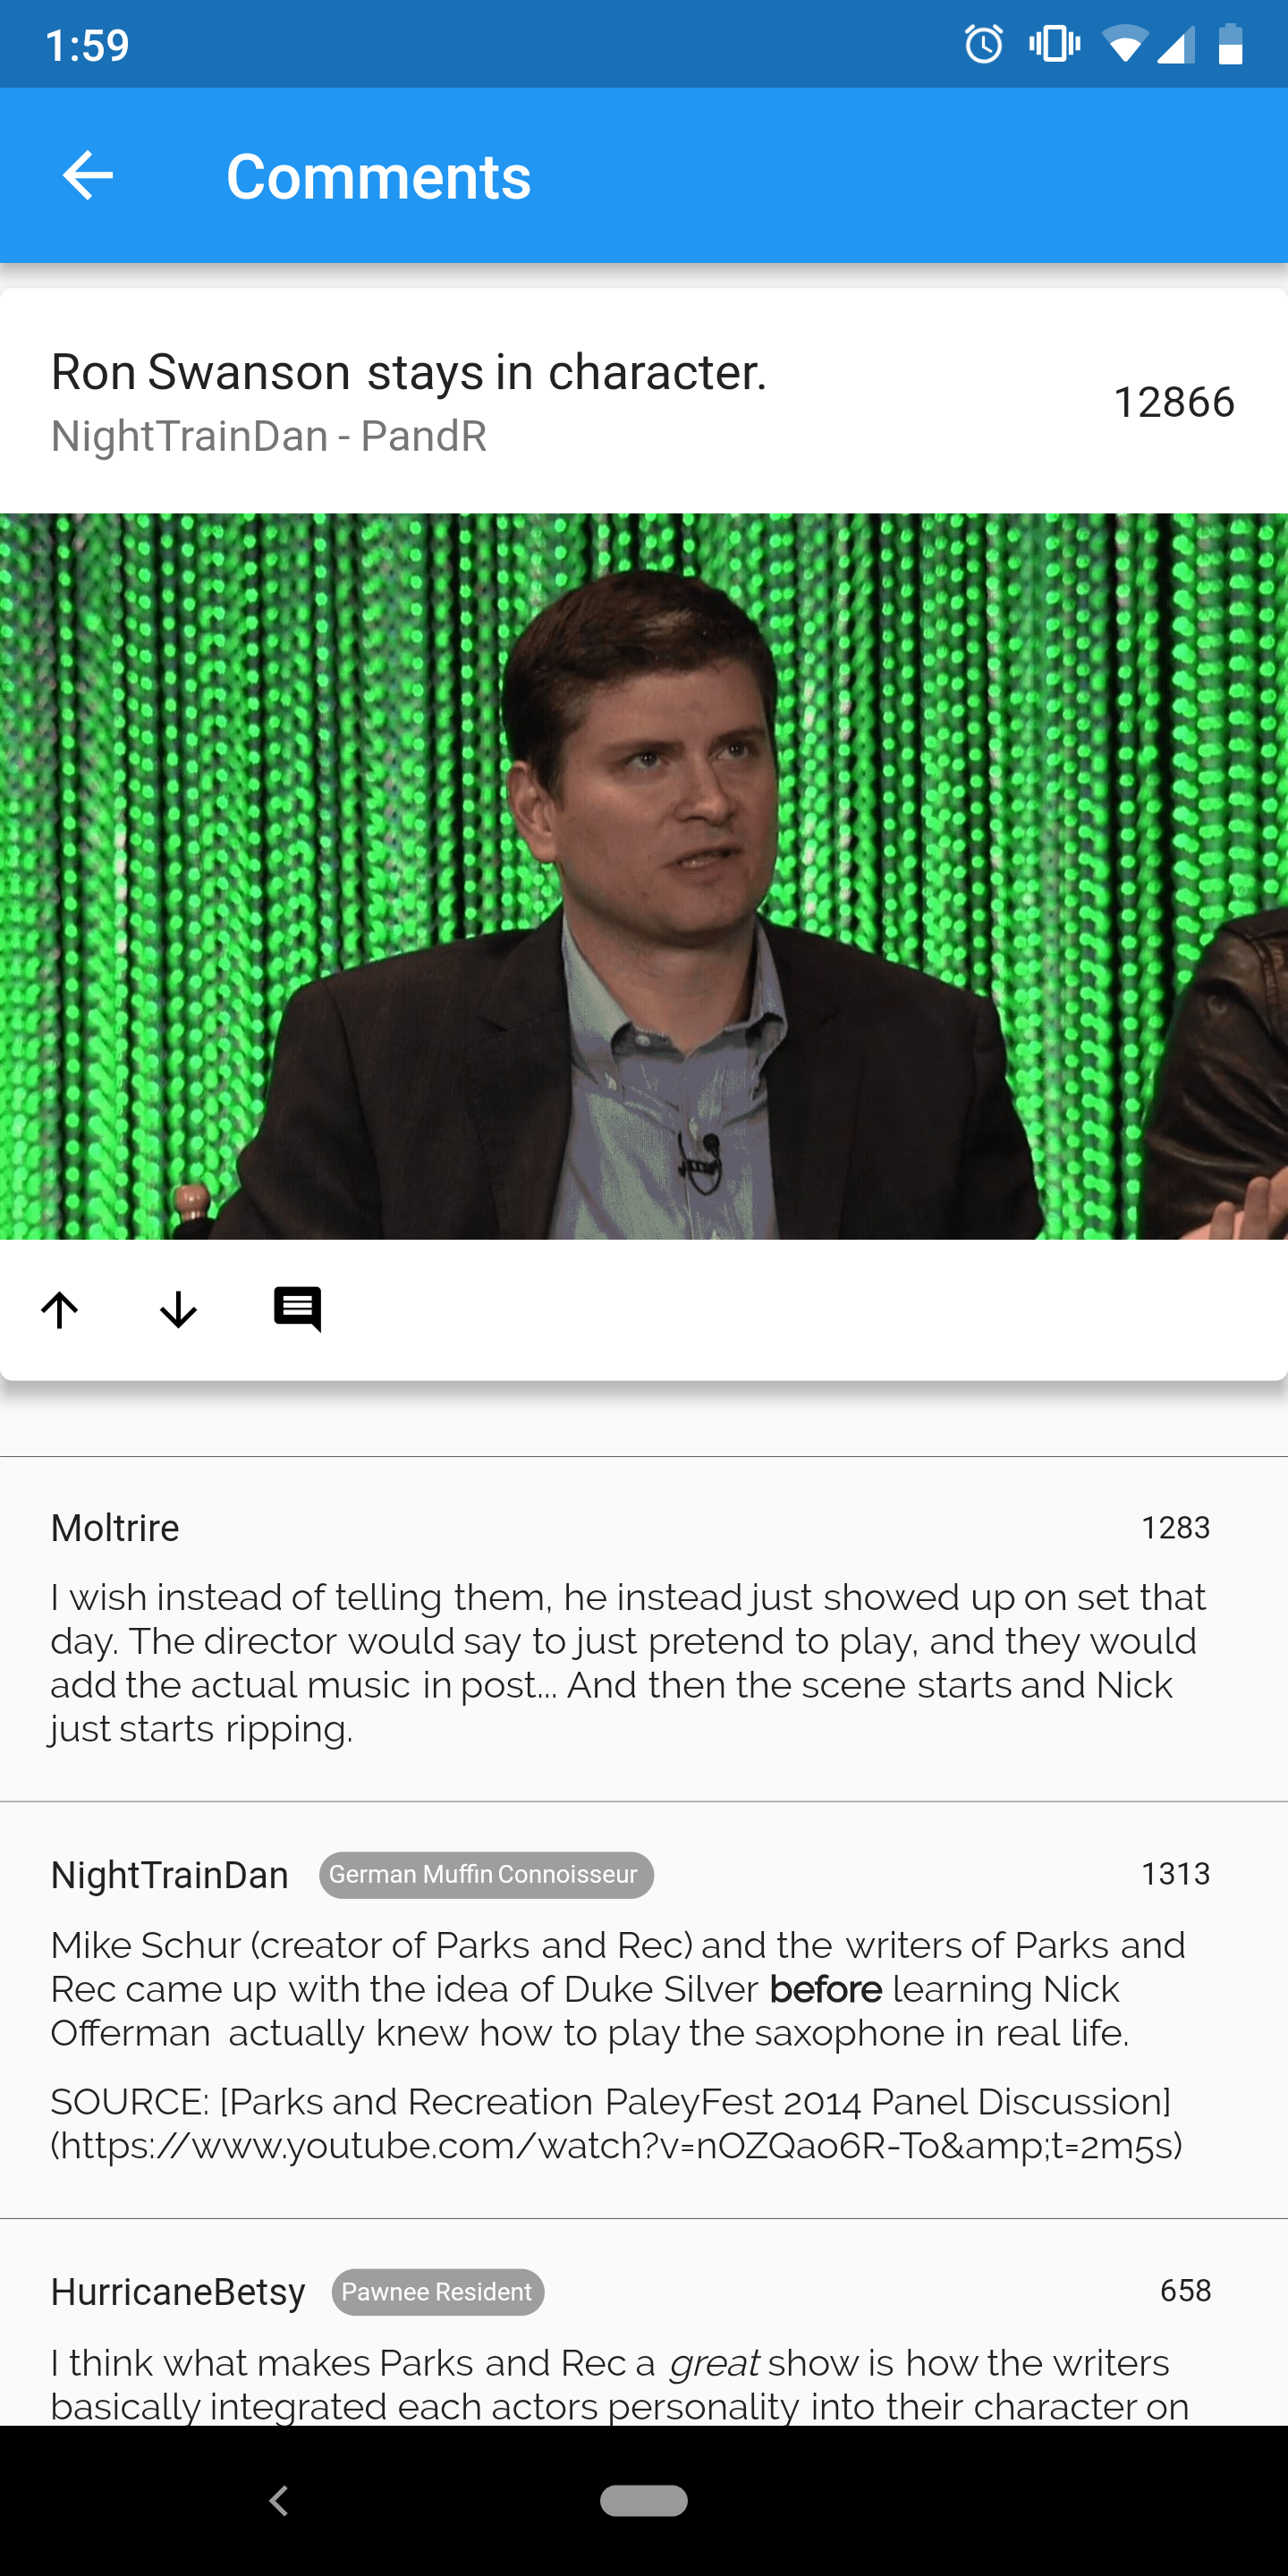 1:59
Comments
Ron Swanson stays in character.
NightTrainDan - PandR
12866
Moltrire
1283
I wish instead of telling them, he instead just showed up on set that
day. The director would say to just pretend to play, and they would
add the actual music in post... And then the scene starts and Nick
just starts ripping.
NightTrainDan
German Muffin Connoisseur
1313
Mike Schur (creator of Parks and Rec) and the writers of Parks and
Rec came up with the idea of Duke Silver before learning Nick
Offerman actually knew how to play the saxophone in real life.
SOURCE: [Parks and Recreation PaleyFest 2014 Panel Discussion]
(https://www.youtube.com/watch?v=nOZQao6R-To&amp;t=2m5s)
HurricaneBetsy
Pawnee Resident
658
I think what makes Parks and Rec a great show is how the writers
basically integrated each actors personality into their character on